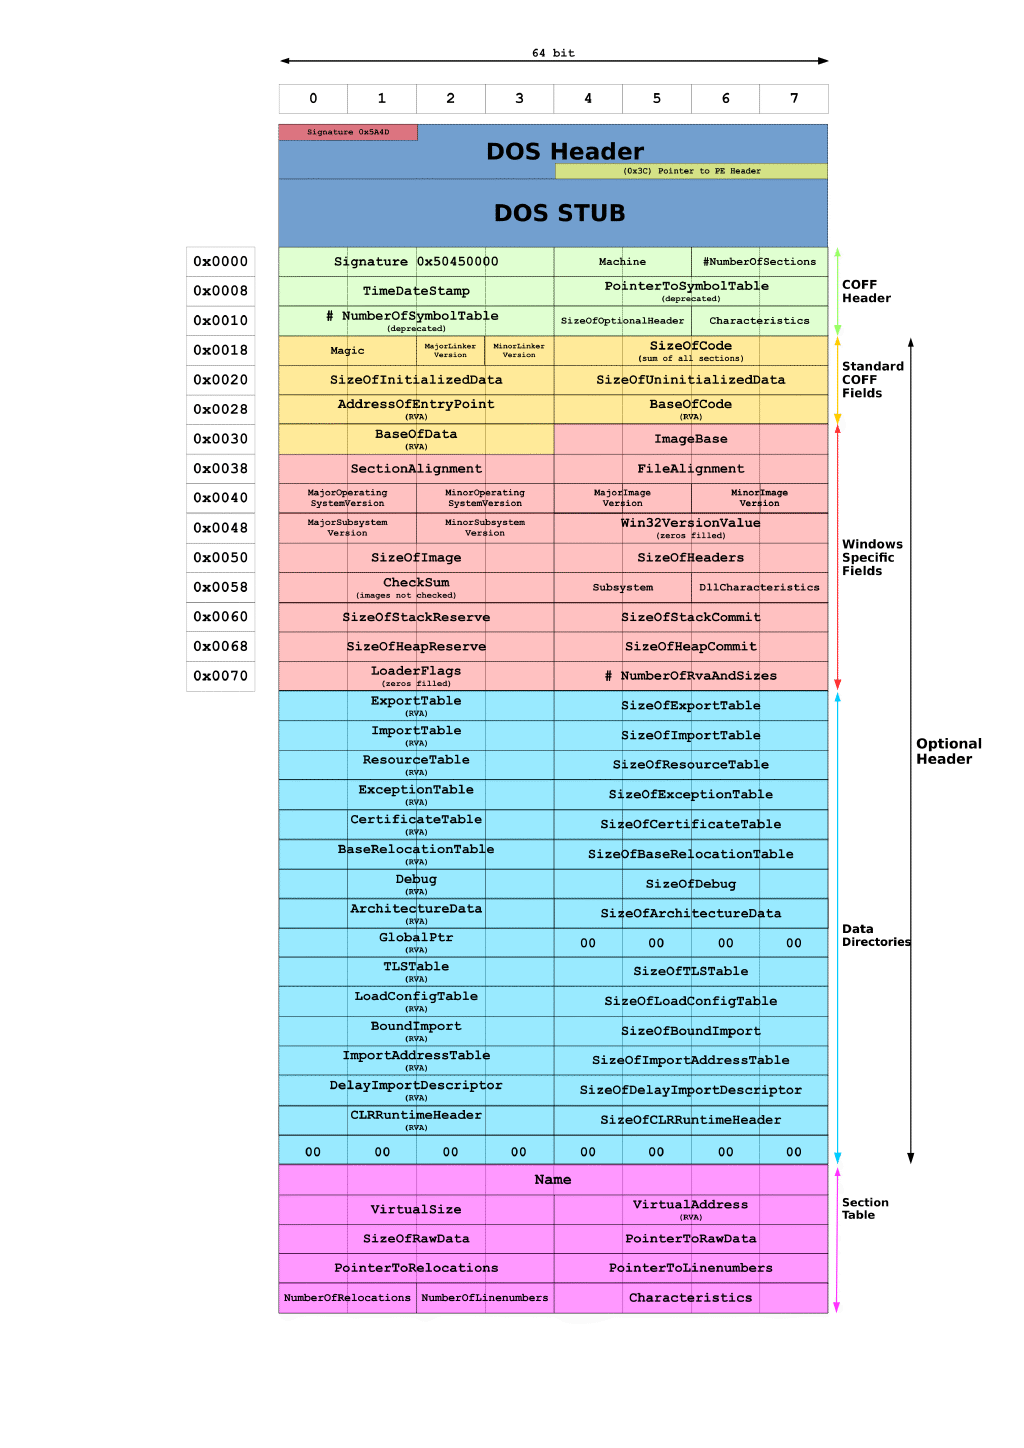 64 bit
0 1 2 3 4 5 6 7
Signature 0x5A4D
DOS Header
(0x3C) Pointer to PE Header
DOS STUB
0x0000 Signature 0x50450000 Machine #NumberOfSections
0x0008 TimeDateStamp PointerToSymbolTable
(deprecated)
COFF
Header
0x0010 # NumberOfSymbolTable
(deprecated)
SizeOfOptionalHeader Characteristics
0x0018 Magic MajorLinker
Version
MinorLinker
Version
SizeOfCode
(sum of all sections)
Standard
COFF
Fields
0x0020 SizeOfInitializedData SizeOfUninitializedData
0x0028 AddressOfEntryPoint
(RVA)
BaseOfCode
(RVA)
0x0030 BaseOfData
(RVA)
ImageBase
0x0038 SectionAlignment FileAlignment
0x0040 MajorOperating
SystemVersion
MinorOperating
SystemVersion
MajorImage
Version
MinorImage
Version
0x0048 MajorSubsystem
Version
MinorSubsystem
Version
Win32VersionValue
(zeros filled)
Windows
Specific
Fields
0x0050 SizeOfImage SizeOfHeaders
0x0058 CheckSum
(images not checked)
Subsystem DllCharacteristics
0x0060 SizeOfStackReserve SizeOfStackCommit
0x0068 SizeOfHeapReserve SizeOfHeapCommit
0x0070 LoaderFlags
(zeros filled)
# NumberOfRvaAndSizes
ExportTable
(RVA)
SizeOfExportTable
ImportTable
(RVA)
SizeOfImportTable
Optional
Header
ResourceTable
(RVA)
SizeOfResourceTable
ExceptionTable
(RVA)
SizeOfExceptionTable
CertificateTable
(RVA)
SizeOfCertificateTable
BaseRelocationTable
(RVA)
SizeOfBaseRelocationTable
Debug
(RVA)
SizeOfDebug
ArchitectureData
(RVA)
SizeOfArchitectureData
GlobalPtr
(RVA)
00 00 00 00
Data
Directories
TLSTable
(RVA)
SizeOfTLSTable
LoadConfigTable
(RVA)
SizeOfLoadConfigTable
BoundImport
(RVA)
SizeOfBoundImport
ImportAddressTable
(RVA)
SizeOfImportAddressTable
DelayImportDescriptor
(RVA)
SizeOfDelayImportDescriptor
CLRRuntimeHeader
(RVA)
SizeOfCLRRuntimeHeader
00 00 00 00 00 00 00 00
Name
VirtualSize VirtualAddress
(RVA)
Section
Table
SizeOfRawData PointerToRawData
PointerToRelocations PointerToLinenumbers
NumberOfRelocations NumberOfLinenumbers Characteristics